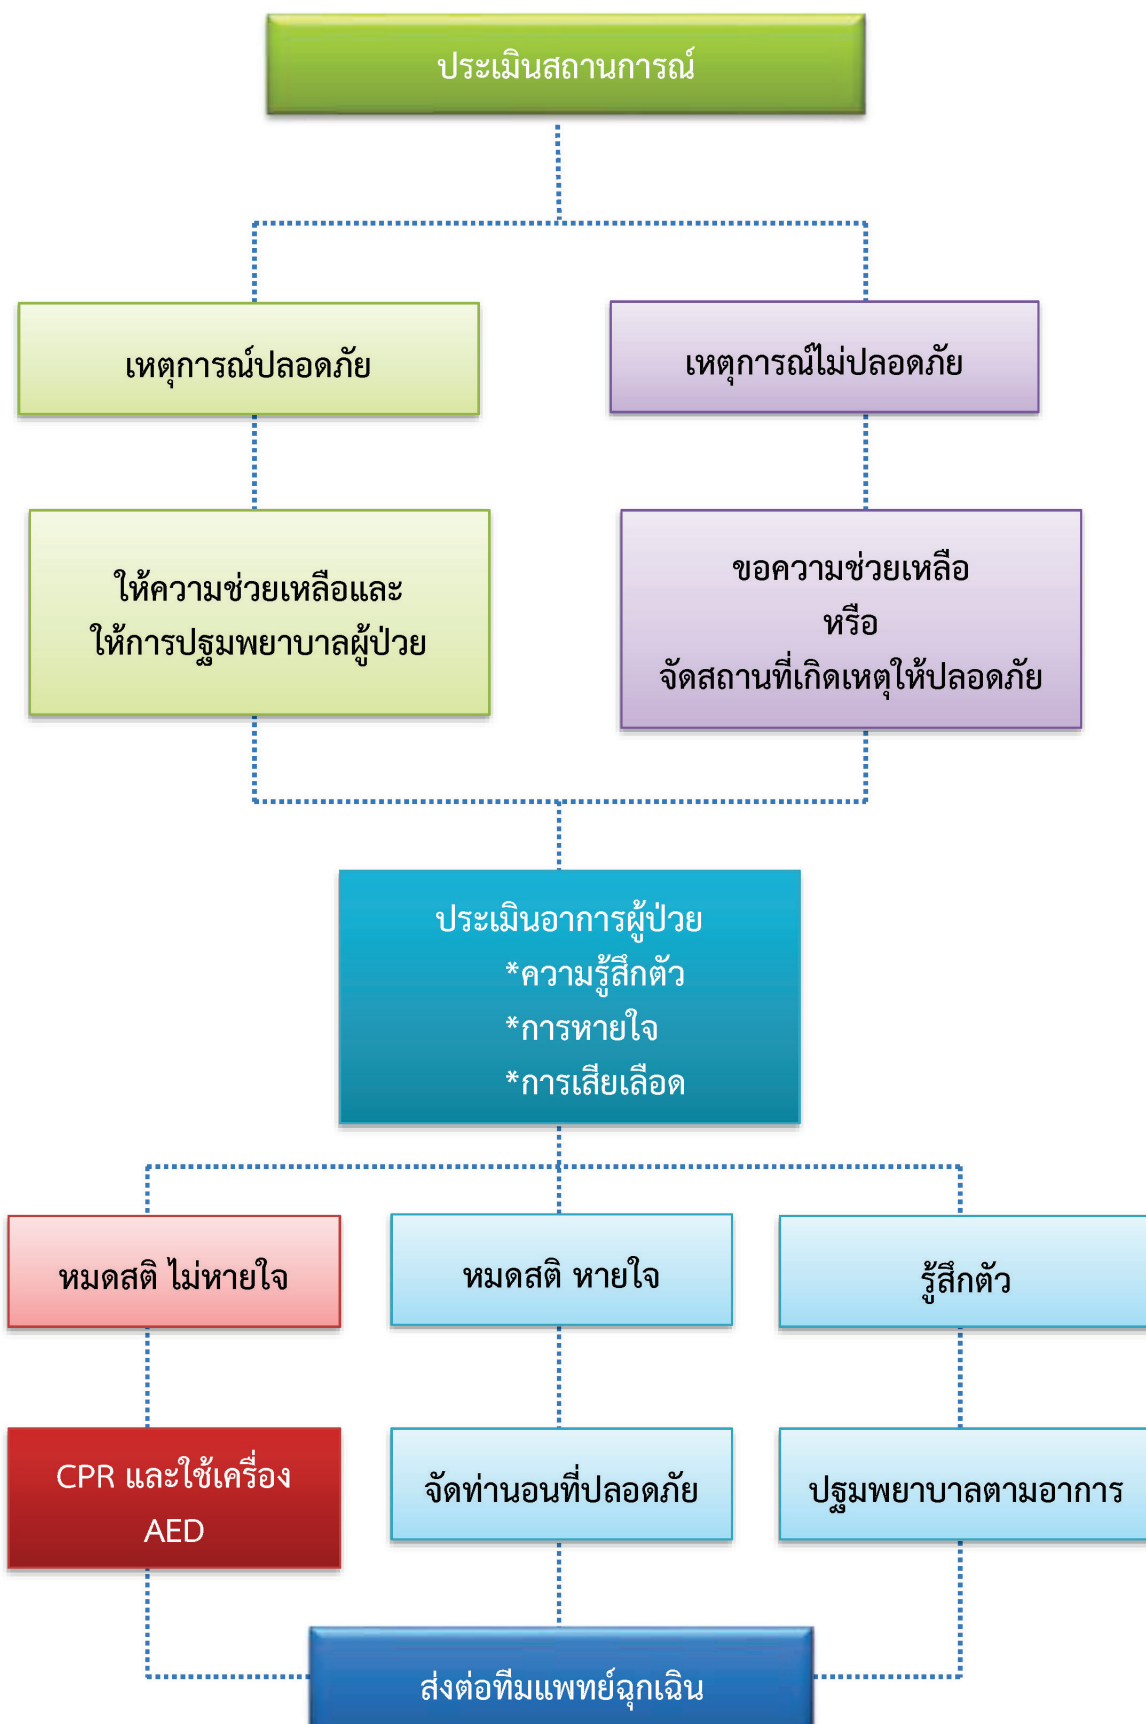 ประเมินสถานการณ์
เหตุการณ์ปลอดภัย
เหตุการณ์ไม่ปลอดภัย
ให้ความช่วยเหลือและ
ให้การปฐมพยาบาลผู้ป่วย
ขอความช่วยเหลือ
หรือ
จัดสถานที่เกิดเหตุให้ปลอดภัย
ประเมินอาการผู้ป่วย
*ความรู้สึกตัว
*การหายใจ
*การเสียเลือด
หมดสติ ไม่หายใจ
หมดสติ หายใจ
รู้สึกตัว
CPR และใช้เครื่อง
AED
จัดท่านอนที่ปลอดภัย
ปฐมพยาบาลตามอาการ
ส่งต่อทีมแพทย์ฉุกเฉิน